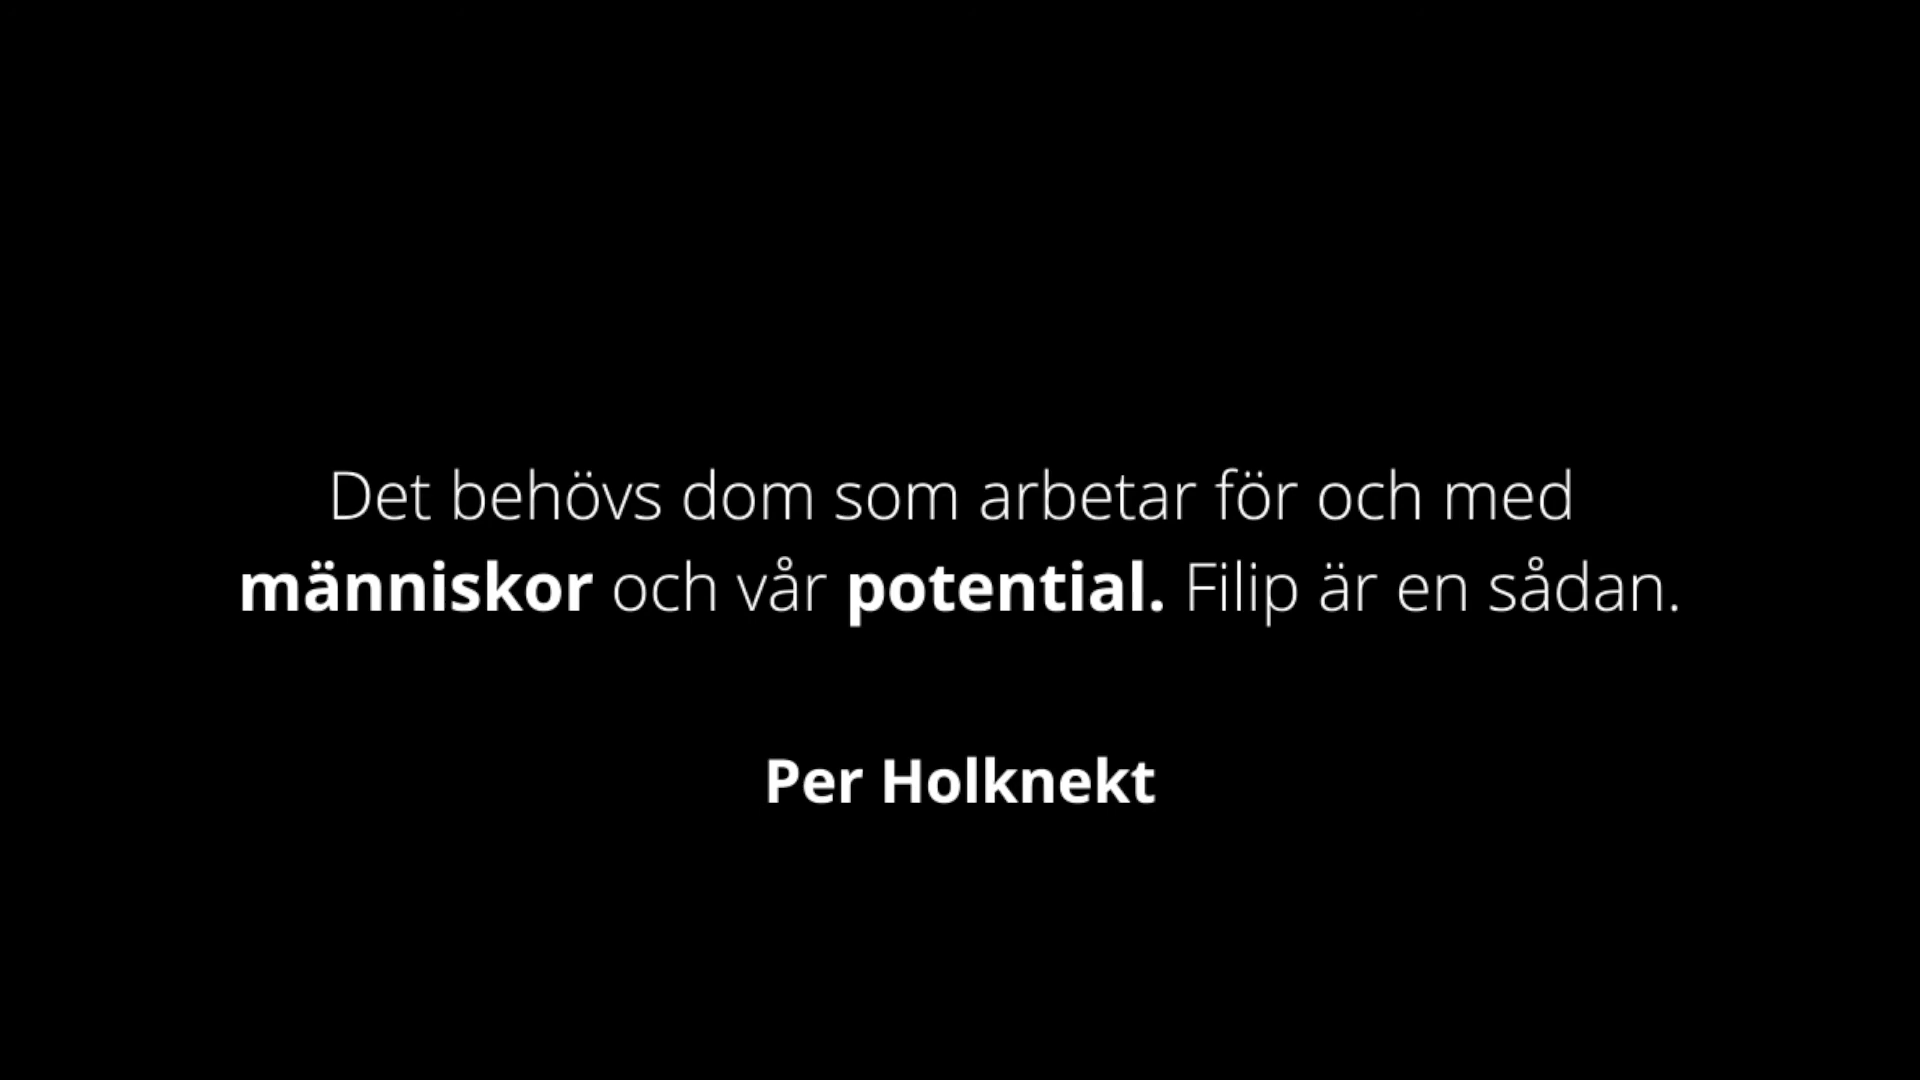 Det behövs dom som arbetar för och med
människor och vår potential. Filip är en sådan.
Per Holknekt